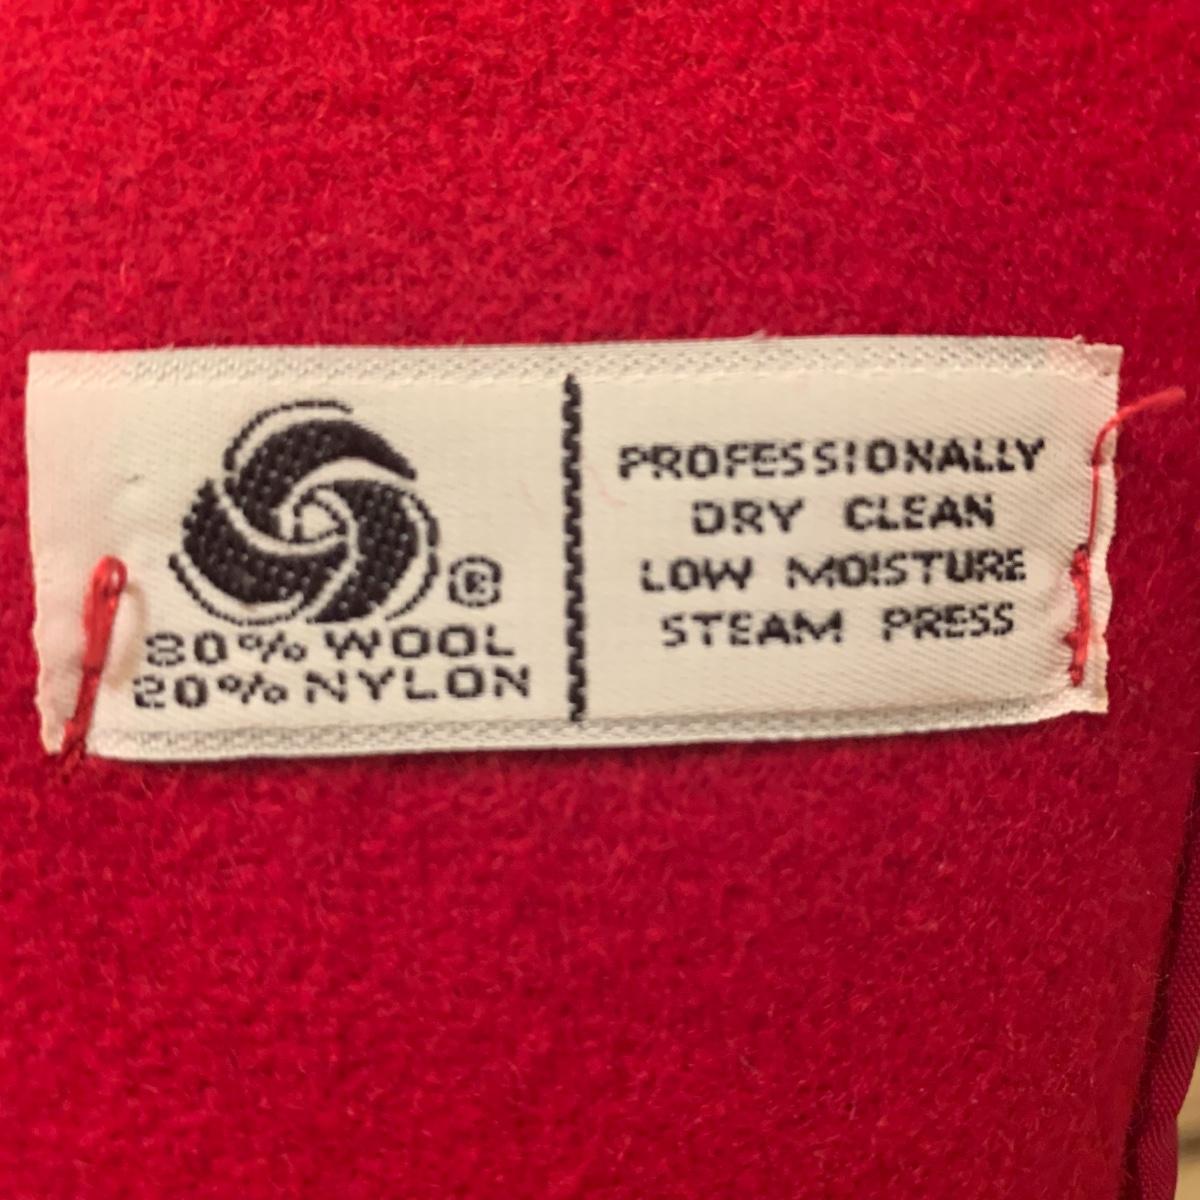 ®
80% WOOL
20% NYLON
PROFESSIONALLY
DRY CLEAN
LOW MOISTURE
STEAM PRESS